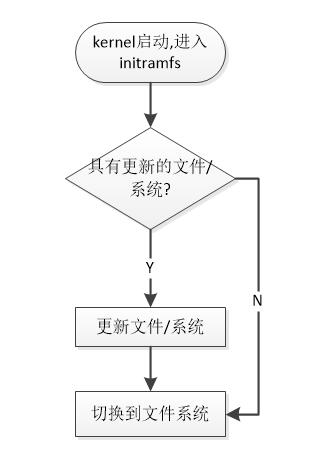 kernel启动,进入
initramfs
具有更新的文件/
系统?
Y
N
更新文件/系统
切换到文件系统